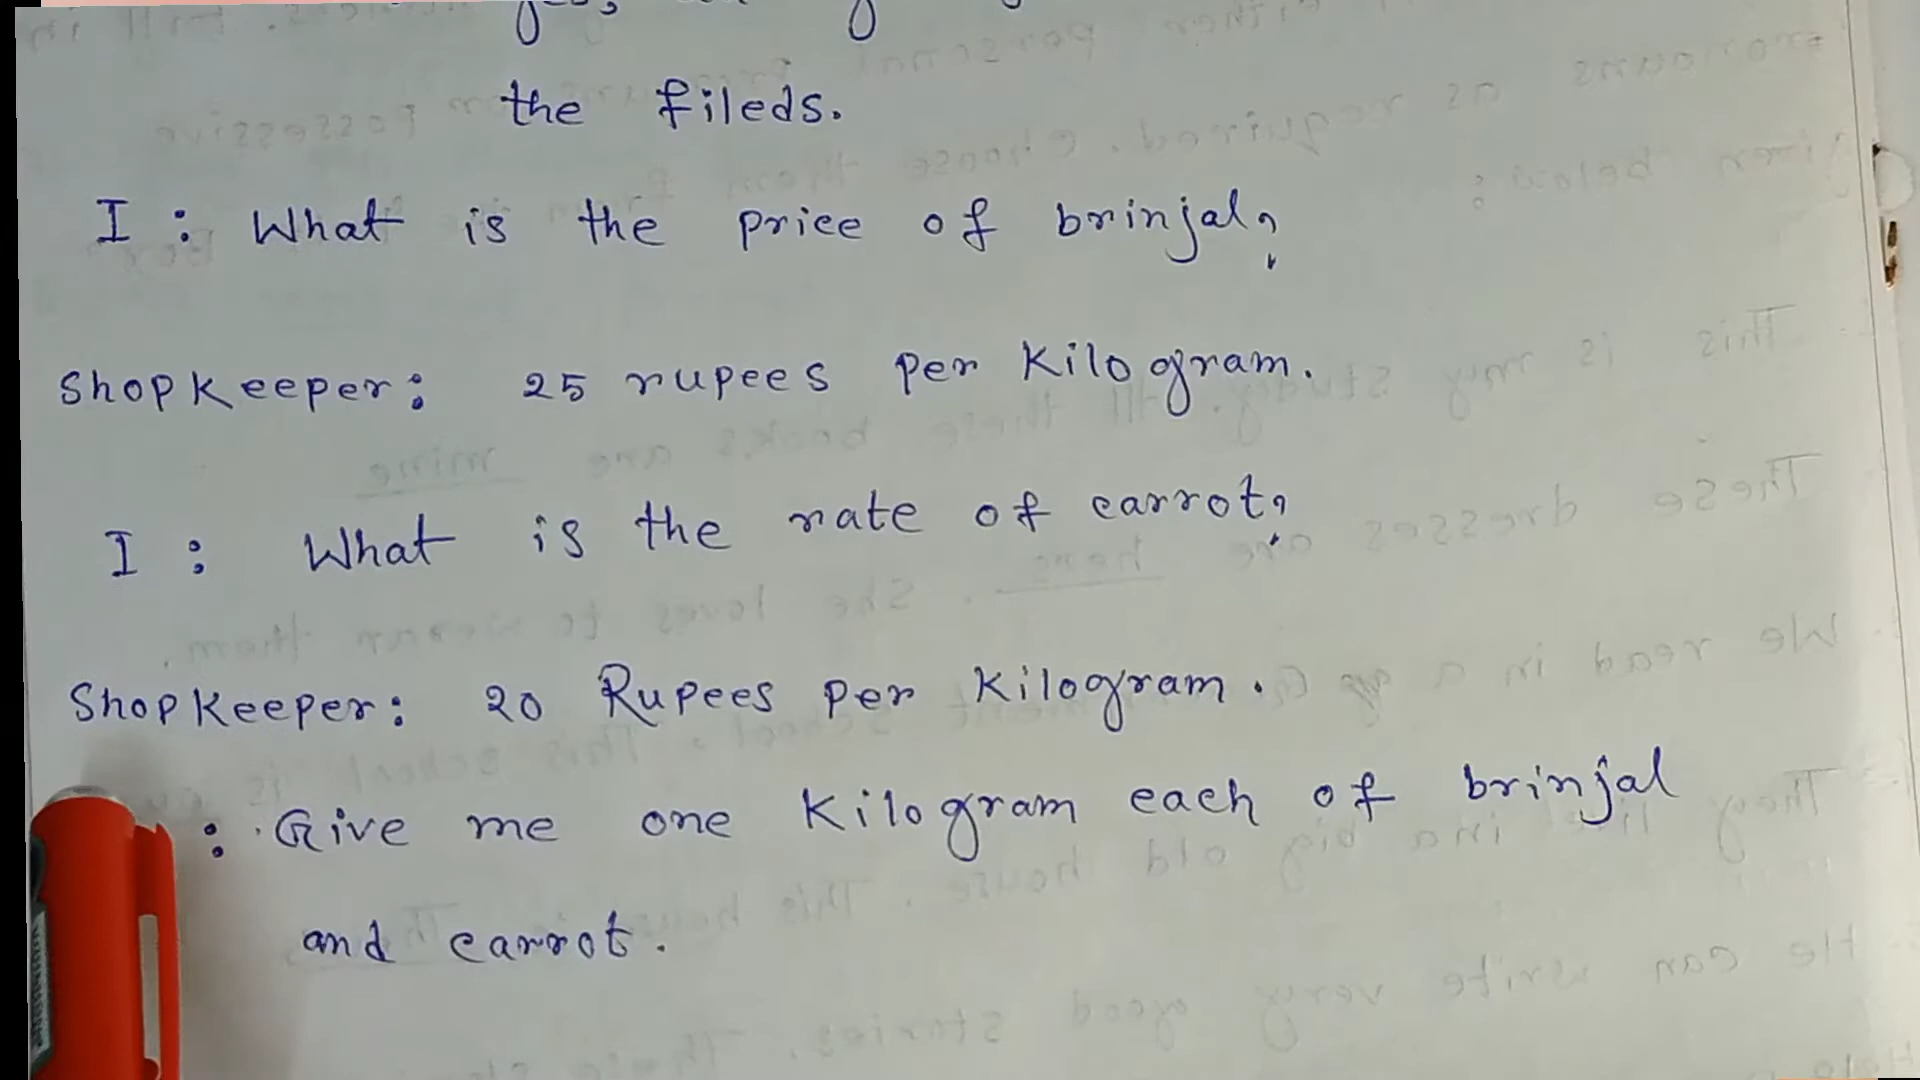 the fileds.
I : What is the price of brinjal?
Shopkeeper: 25 rupees per Kilogram.
I : What is the rate of carrot?
Shopkeeper: 20 Rupees per Kilogram.
: Give me one Kilogram each of brinjal
and carrot.